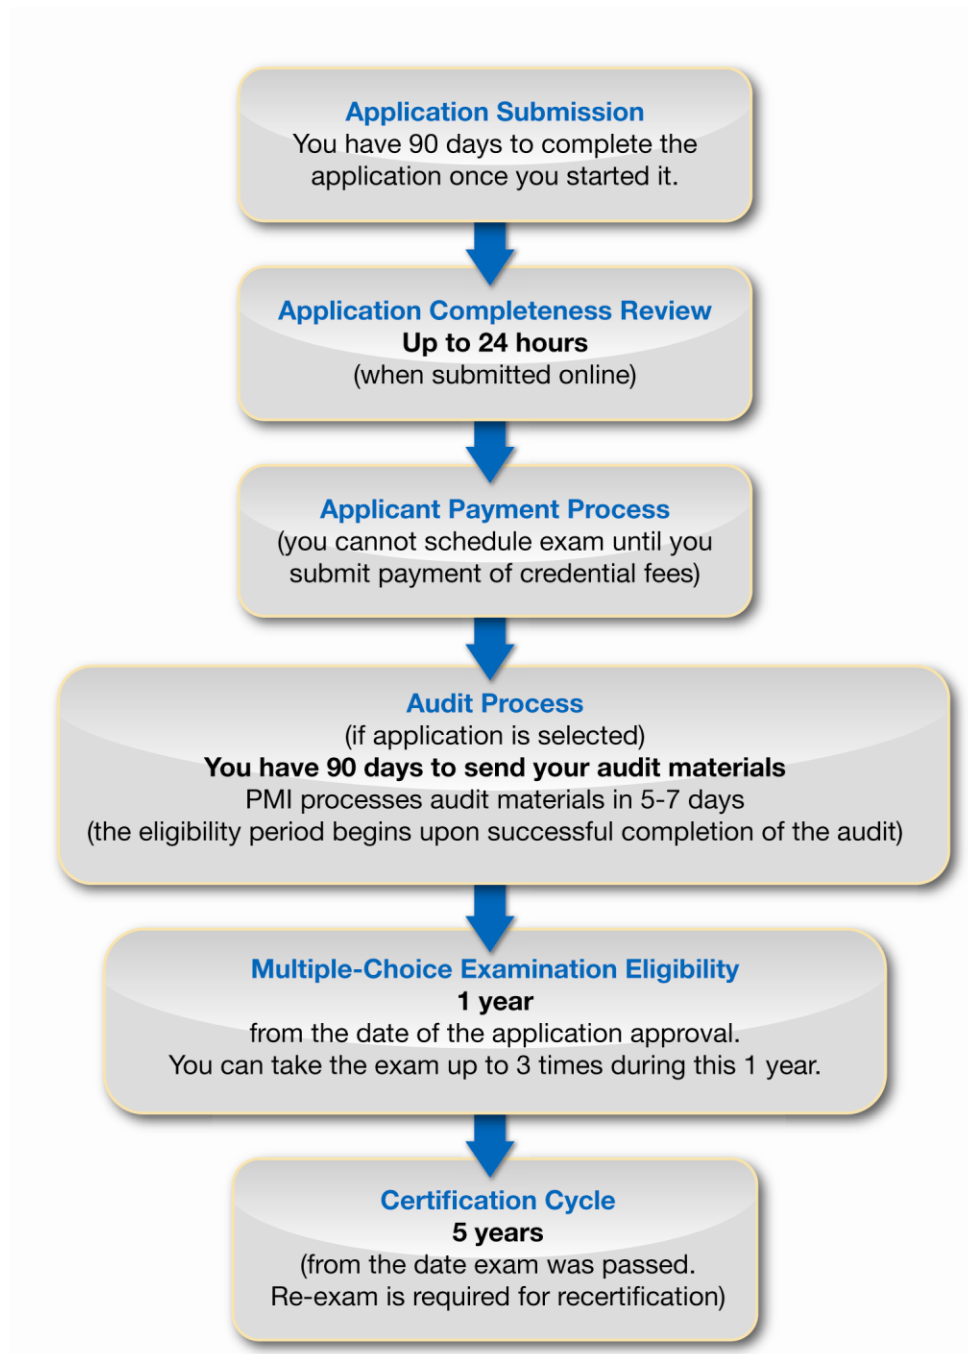 Application Submission
You have 90 days to complete the
application once you started it.
Application Completeness Review
Up to 24 hours
(when submitted online)
Applicant Payment Process
(you cannot schedule exam until you
submit payment of credential fees)
Audit Process
(if application is selected)
You have 90 days to send your audit materials
PMI processes audit materials in 5-7 days
(the eligibility period begins upon successful completion of the audit)
Multiple-Choice Examination Eligibility
1 year
from the date of the application approval.
You can take the exam up to 3 times during this 1 year.
Certification Cycle
5 years
(from the date exam was passed.
Re-exam is required for recertification)